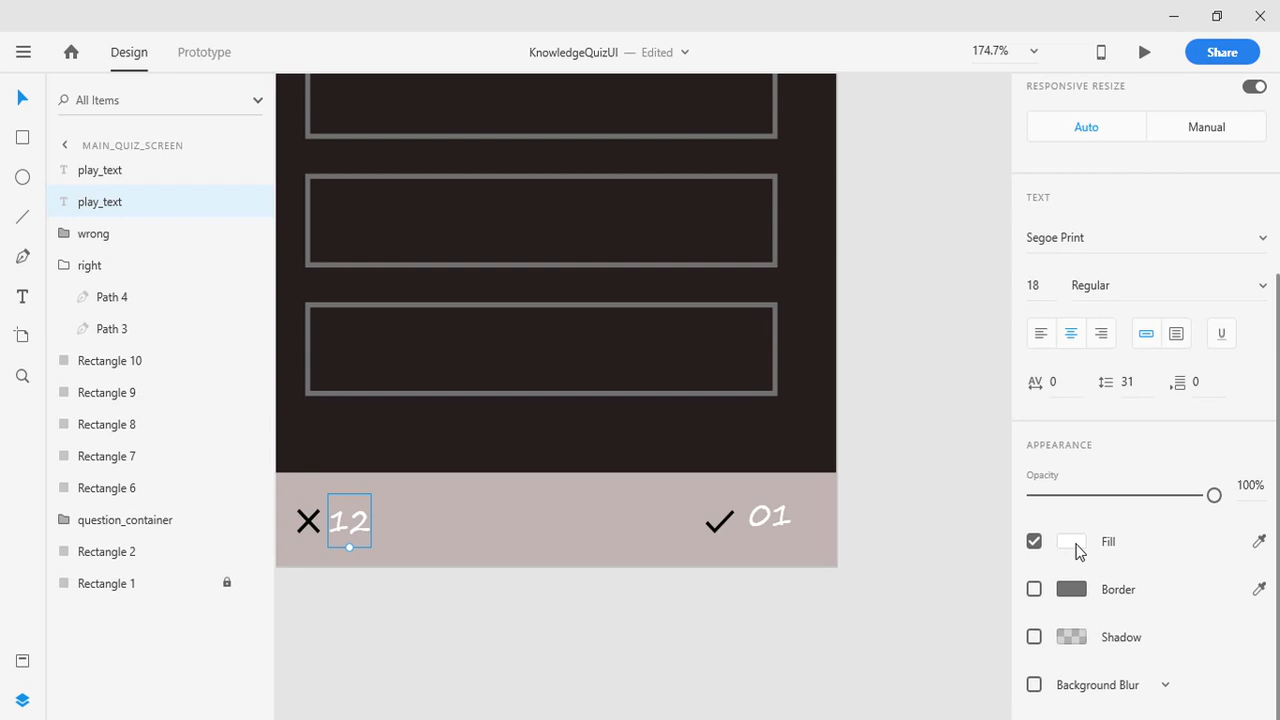 Design
Prototype
KnowledgeQuizUI — Edited
174.7%
Share
All Items
MAIN_QUIZ_SCREEN
play_text
play_text
wrong
right
Path 4
Path 3
Rectangle 10
Rectangle 9
Rectangle 8
Rectangle 7
Rectangle 6
question_container
Rectangle 2
Rectangle 1
12
01
RESPONSIVE RESIZE
Auto
Manual
TEXT
Segoe Print
18
Regular
U
AV 0
31
0
APPEARANCE
Opacity
100%
Fill
Border
Shadow
Background Blur